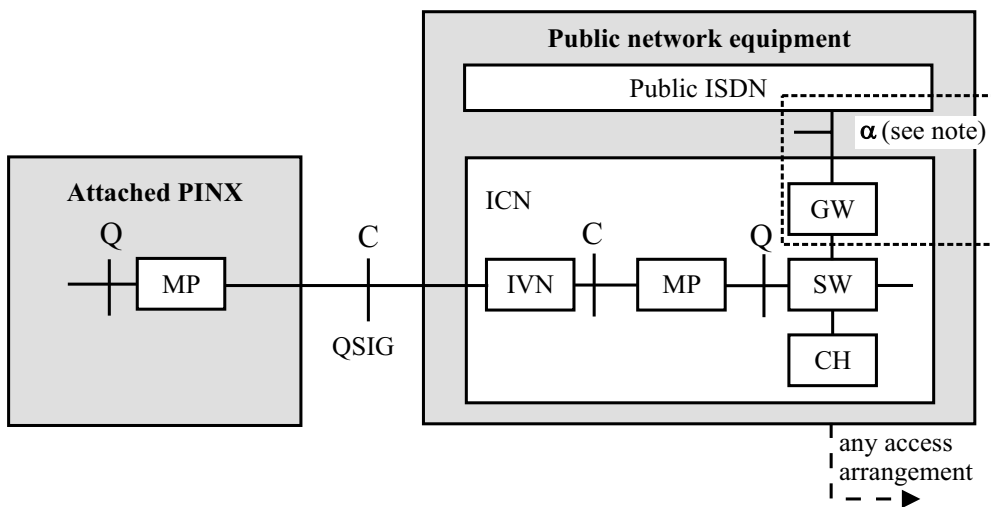 Public network equipment
Public ISDN
α (see note)
Attached PINX
ICN
GW
Q
C
C
Q
MP
IVN
MP
SW
QSIG
CH
any access
arrangement